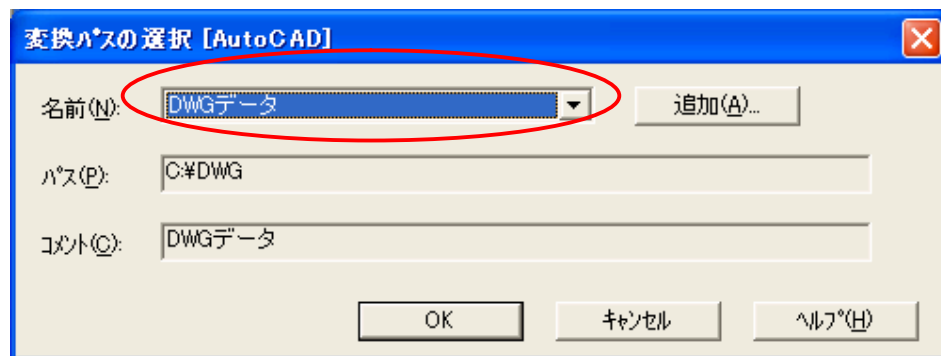 変換ﾊﾟｽの選択 [AutoCAD]
名前(N): DWGデータ 追加(A)...
ﾊﾟｽ(P): C:¥DWG
ｺﾒﾝﾄ(C): DWGデータ
OK ｷｬﾝｾﾙ ﾍﾙﾌﾟ(H)